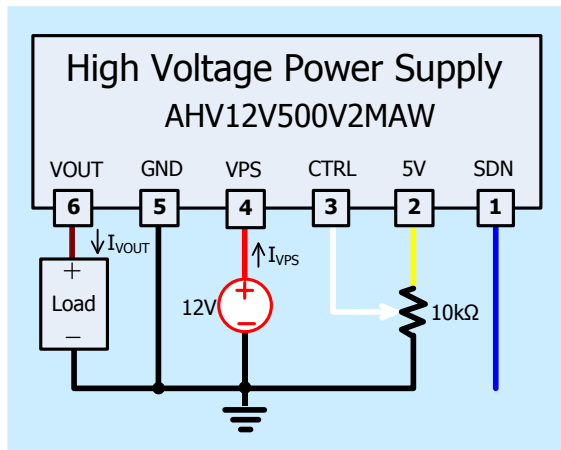 High Voltage Power Supply
AHV12V500V2MAW
VOUT GND VPS CTRL 5V SDN
6 5 4 3 2 1
IVOUT IVPS
+
Load
−
12V
+
−
10kΩ